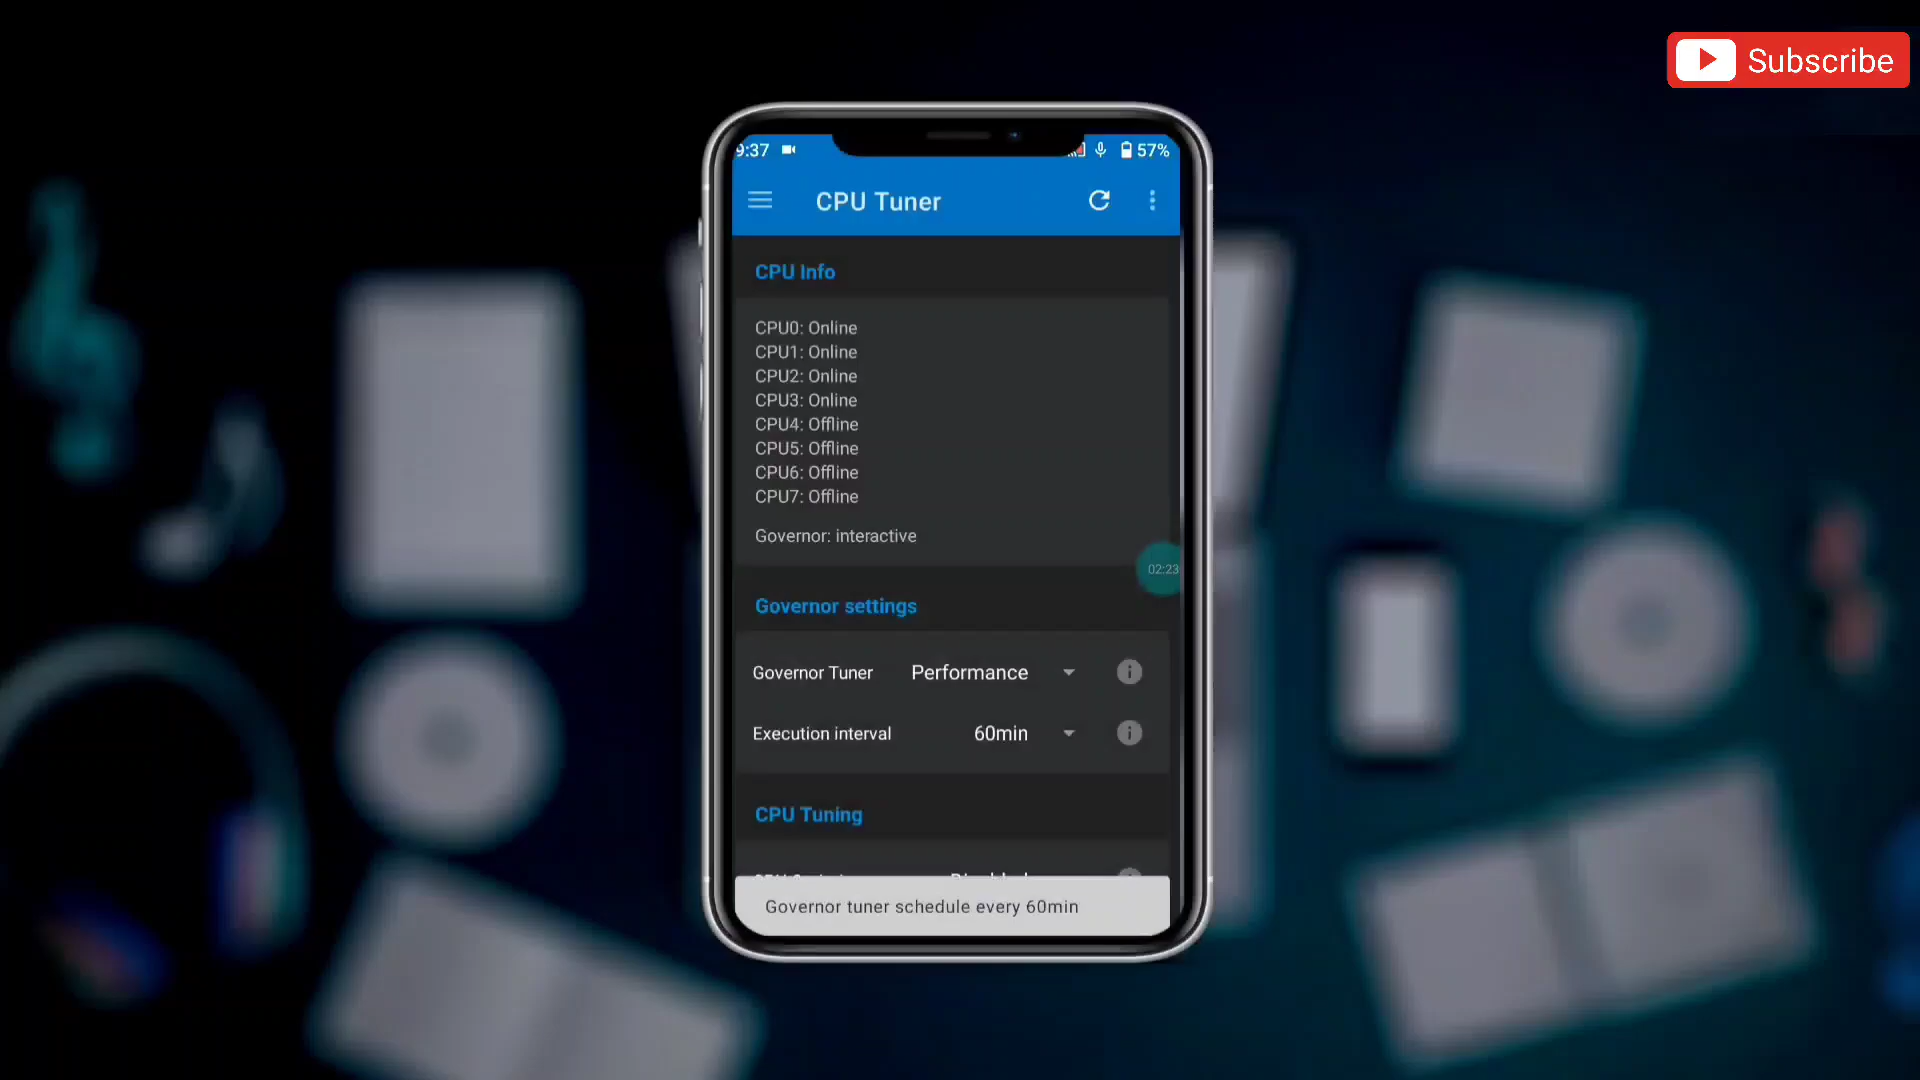 Subscribe
9:37
57%
CPU Tuner
CPU Info
CPU0: Online
CPU1: Online
CPU2: Online
CPU3: Online
CPU4: Offline
CPU5: Offline
CPU6: Offline
CPU7: Offline
Governor: interactive
02:23
Governor settings
Governor Tuner Performance
Execution interval 60min
CPU Tuning
Governor tuner schedule every 60min